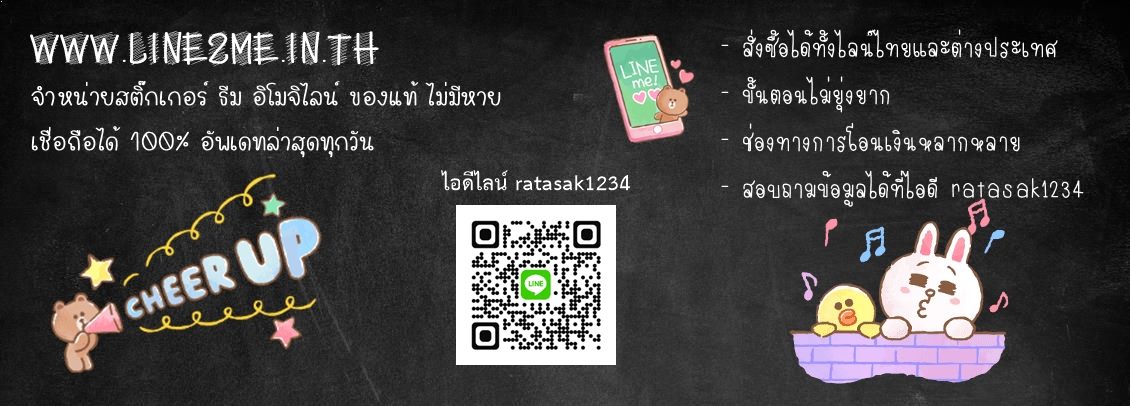 WWW.LINE2ME.IN.TH
จำหน่ายสติ๊กเกอร์ ธีม อิโมจิไลน์ ของแท้ ไม่มีหาย
เชื่อถือได้ 100% อัพเดทล่าสุดทุกวัน
LINE
me!
- สั่งซื้อได้ทั้งไลน์ไทยและต่างประเทศ
- ขั้นตอนไม่ยุ่งยาก
- ช่องทางการโอนเงินหลากหลาย
- สอบถามข้อมูลได้ที่ไอดี ratasak1234
ไอดีไลน์ ratasak1234
LINE
CHEER UP